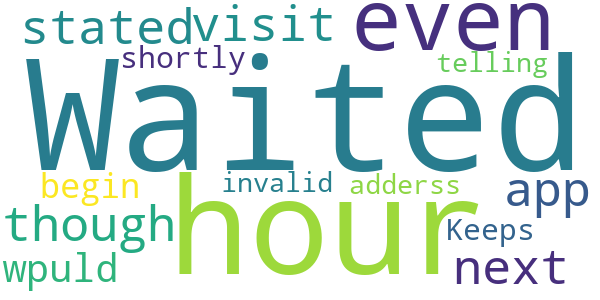 stated visit even
shortly telling
Waited
begin invalid adderss app
though hour Keeps
wpuld next